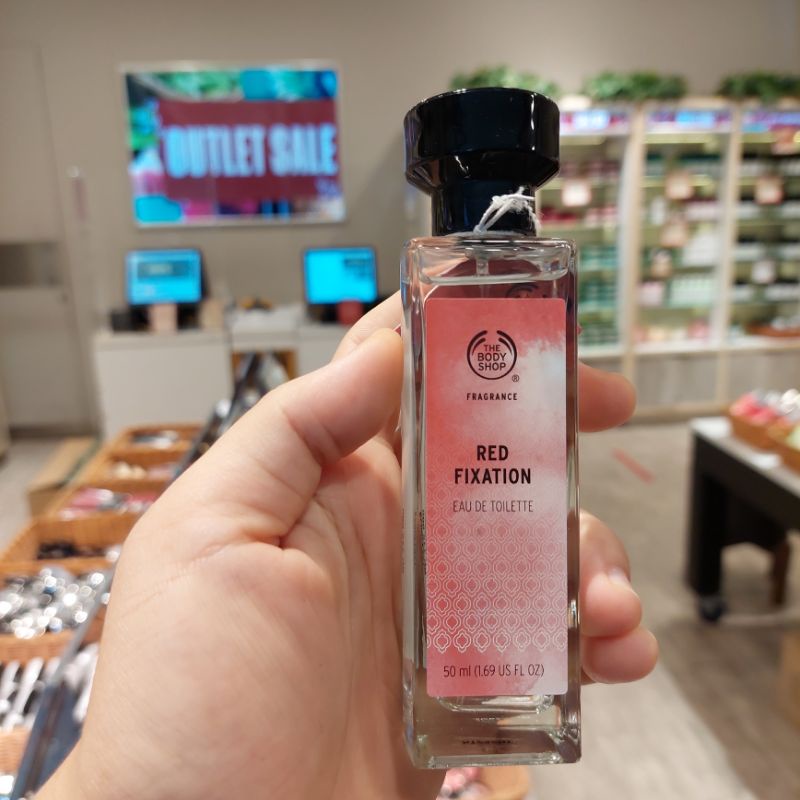 OUTLET SALE
THE
BODY
SHOP
®
FRAGRANCE
RED
FIXATION
EAU DE TOILETTE
50 ml (1.69 US FL OZ)